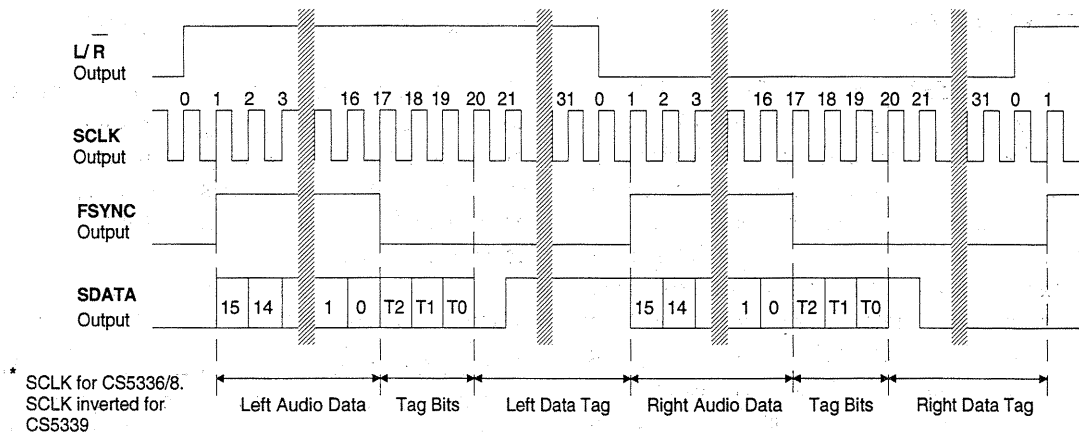 L/R
Output
0 1 2 3 16 17 18 19 20 21 31 0 1 2 3 16 17 18 19 20 21 31 0 1
SCLK
Output
FSYNC
Output
SDATA
Output
15 14 1 0 T2 T1 T0 15 14 1 0 T2 T1 T0
* SCLK for CS5336/8.
SCLK inverted for
CS5339
Left Audio Data Tag Bits Left Data Tag Right Audio Data Tag Bits Right Data Tag